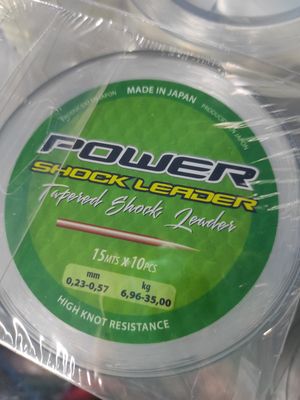 MADE IN JAPAN
POWER
SHOCK LEADER
Tapered Shock Leader
15MTS X 10PCS
mm
0,23-0,57
kg
6,96-35,00
HIGH KNOT RESISTANCE